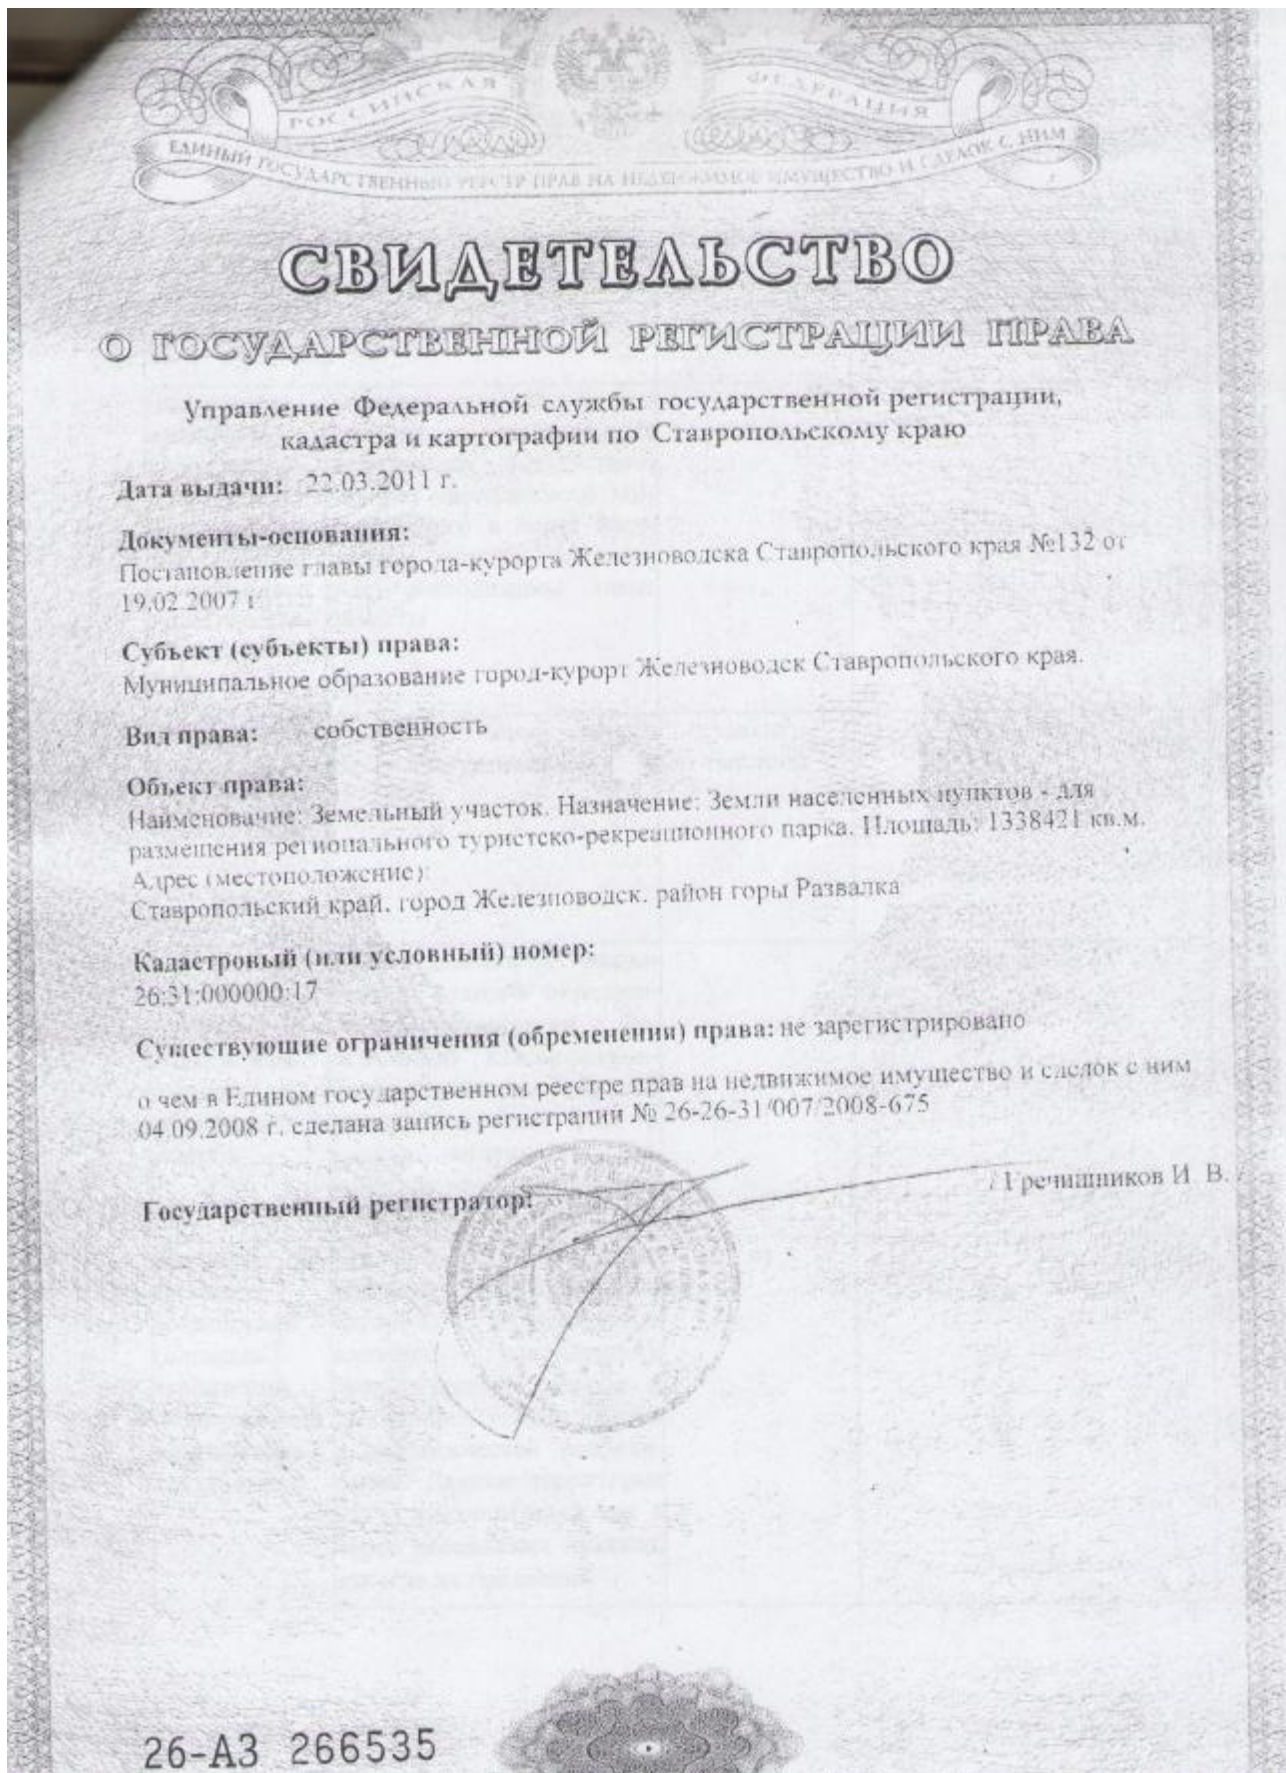 РОССИЙСКАЯ ФЕДЕРАЦИЯ
ЕДИНЫЙ ГОСУДАРСТВЕННЫЙ РЕЕСТР ПРАВ НА НЕДВИЖИМОЕ ИМУЩЕСТВО И СДЕЛОК С НИМ
СВИДЕТЕЛЬСТВО
О ГОСУДАРСТВЕННОЙ РЕГИСТРАЦИИ ПРАВА
Управление Федеральной службы государственной регистрации,
кадастра и картографии по Ставропольскому краю
Дата выдачи: 22.03.2011 г.
Документы-основания:
Постановление главы города-курорта Железноводска Ставропольского края №132 от
19.02.2007 г
Субъект (субъекты) права:
Муниципальное образование город-курорт Железноводск Ставропольского края.
Вид права: собственность
Объект права:
Наименование: Земельный участок. Назначение: Земли населенных пунктов - для
размещения регионального туристско-рекреационного парка. Площадь: 1338421 кв.м.
Адрес (местоположение):
Ставропольский край, город Железноводск, район горы Развалка
Кадастровый (или условный) номер:
26:31:000000:17
Существующие ограничения (обременения) права: не зарегистрировано
о чем в Едином государственном реестре прав на недвижимое имущество и сделок с ним
04.09.2008 г. сделана запись регистрации № 26-26-31/007/2008-675
Государственный регистратор: / Гречишников И. В. /
26-АЗ 266535